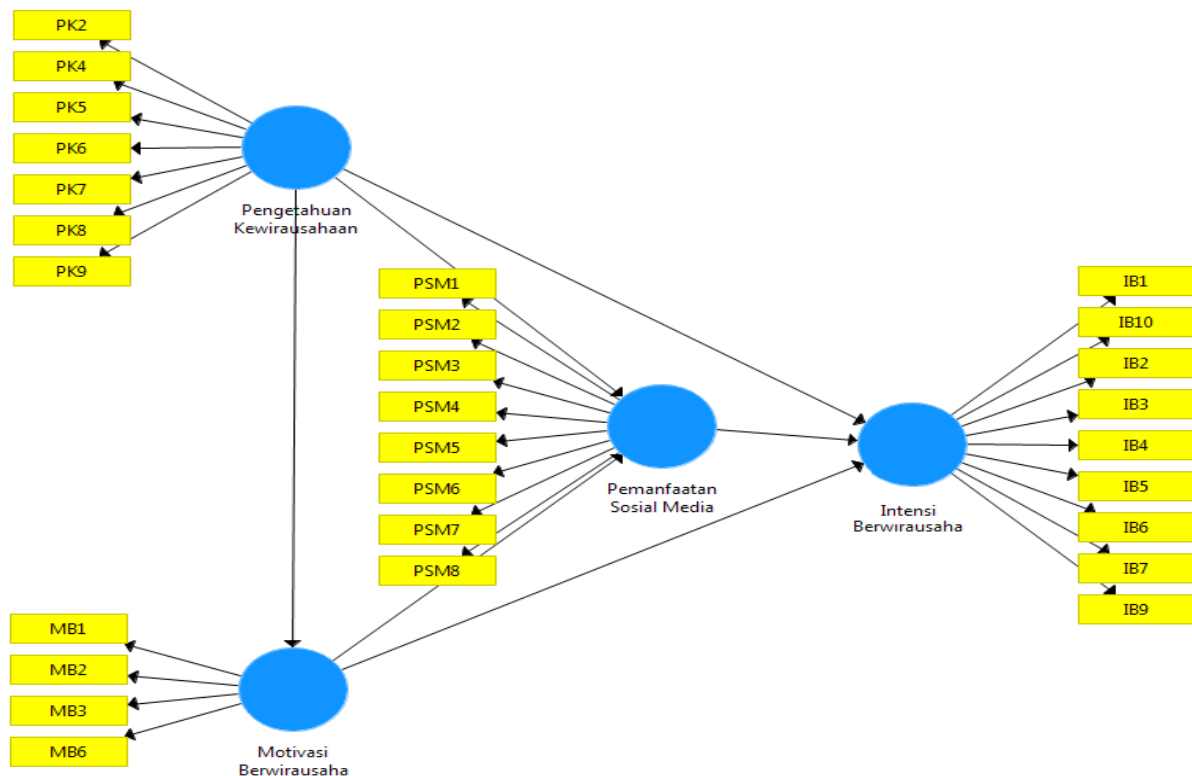 PK2
PK4
PK5
PK6
PK7
PK8
PK9
Pengetahuan
Kewirausahaan
PSM1
PSM2
PSM3
PSM4
PSM5
PSM6
PSM7
PSM8
Pemanfaatan
Sosial Media
IB1
IB10
IB2
IB3
IB4
IB5
IB6
IB7
IB9
Intensi
Berwirausaha
MB1
MB2
MB3
MB6
Motivasi
Berwirausaha